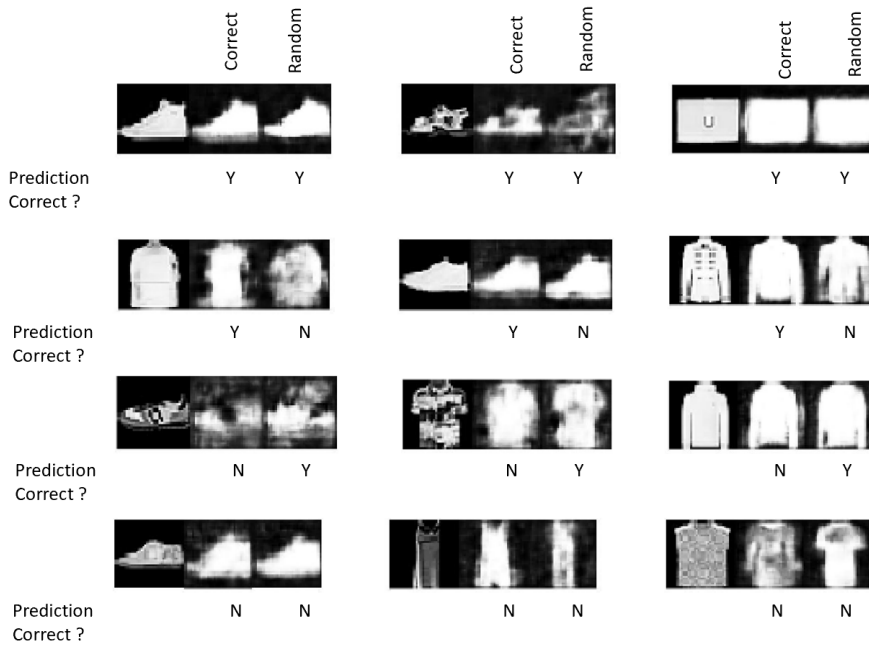 Correct Random Correct Random Correct Random
U
Prediction Y Y Y Y Y Y
Correct ?
Prediction Y N Y N Y N
Correct ?
Prediction N Y N Y N Y
Correct ?
Prediction N N N N N N
Correct ?